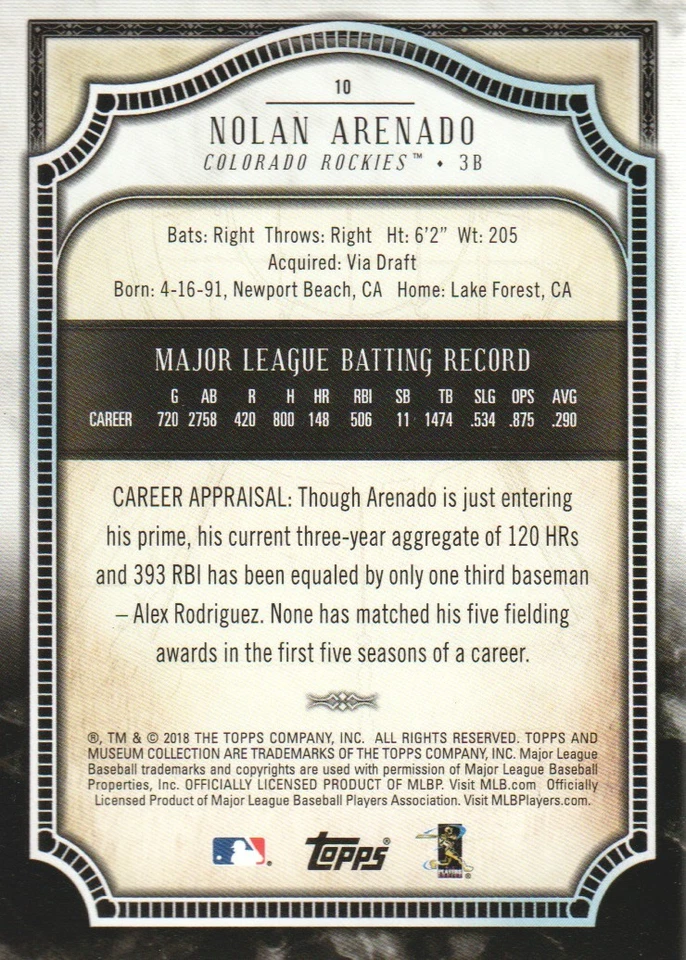 10
NOLAN ARENADO
COLORADO ROCKIES™ • 3B
Bats: Right Throws: Right Ht: 6'2" Wt: 205
Acquired: Via Draft
Born: 4-16-91, Newport Beach, CA Home: Lake Forest, CA
MAJOR LEAGUE BATTING RECORD
G AB R H HR RBI SB TB SLG OPS AVG
CAREER 720 2758 420 800 148 506 11 1474 .534 .875 .290
CAREER APPRAISAL: Though Arenado is just entering
his prime, his current three-year aggregate of 120 HRs
and 393 RBI has been equaled by only one third baseman
– Alex Rodriguez. None has matched his five fielding
awards in the first five seasons of a career.
®, TM & © 2018 THE TOPPS COMPANY, INC. ALL RIGHTS RESERVED. TOPPS AND
MUSEUM COLLECTION ARE TRADEMARKS OF THE TOPPS COMPANY, INC. Major League
Baseball trademarks and copyrights are used with permission of Major League Baseball
Properties, Inc. OFFICIALLY LICENSED PRODUCT OF MLBP. Visit MLB.com Officially
Licensed Product of Major League Baseball Players Association. Visit MLBPlayers.com.
Topps®
PLAYERS